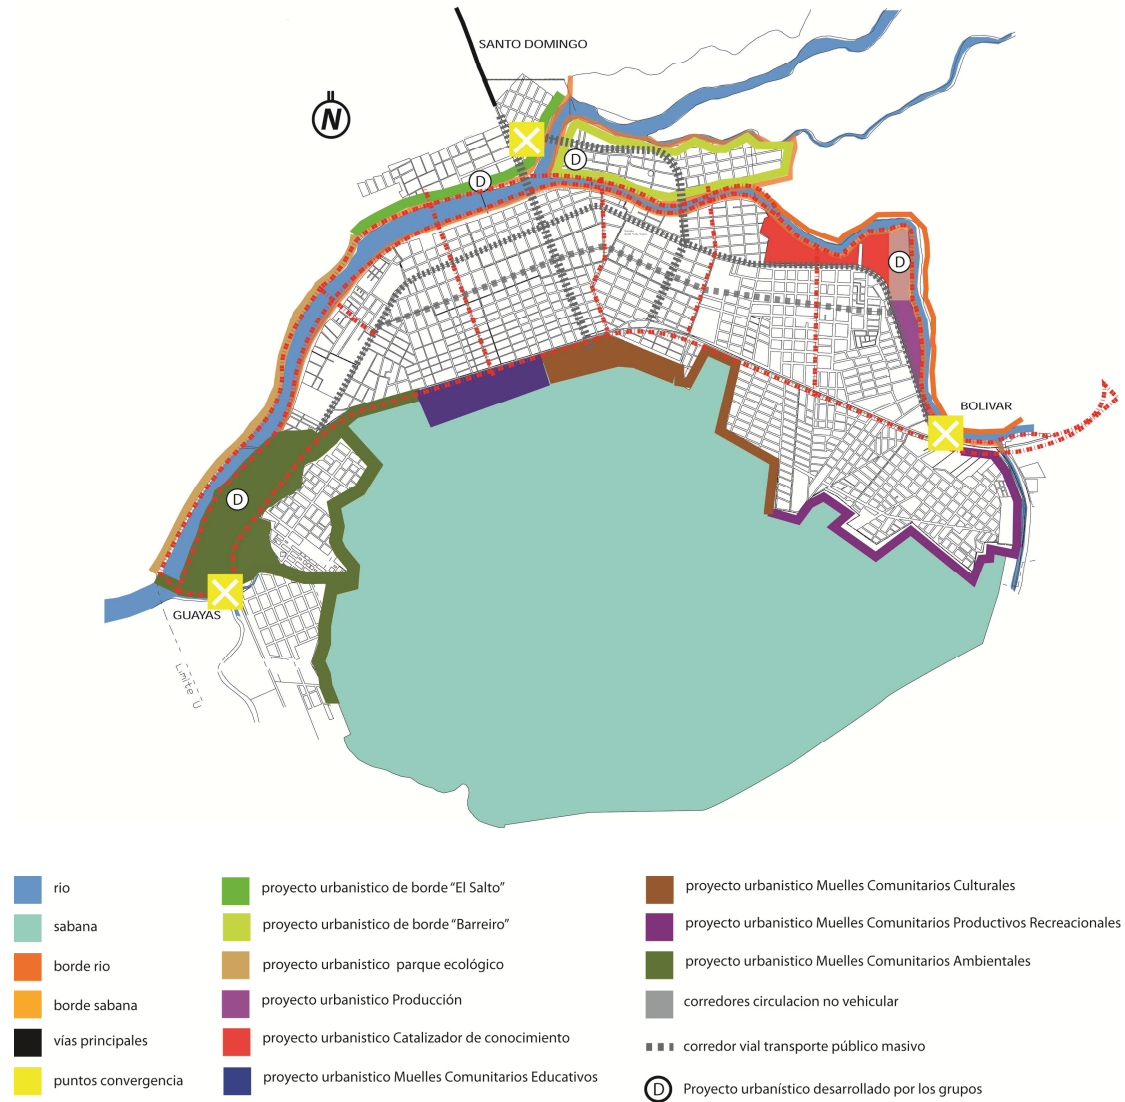 SANTO DOMINGO
N
D
D
D
BOLIVAR
D
GUAYAS
Limite U
rio
sabana
borde rio
borde sabana
vías principales
puntos convergencia
proyecto urbanistico de borde "El Salto"
proyecto urbanistico de borde "Barreiro"
proyecto urbanistico parque ecológico
proyecto urbanistico Producción
proyecto urbanistico Catalizador de conocimiento
proyecto urbanistico Muelles Comunitarios Educativos
proyecto urbanistico Muelles Comunitarios Culturales
proyecto urbanistico Muelles Comunitarios Productivos Recreacionales
proyecto urbanistico Muelles Comunitarios Ambientales
corredores circulacion no vehicular
corredor vial transporte público masivo
D Proyecto urbanístico desarrollado por los grupos